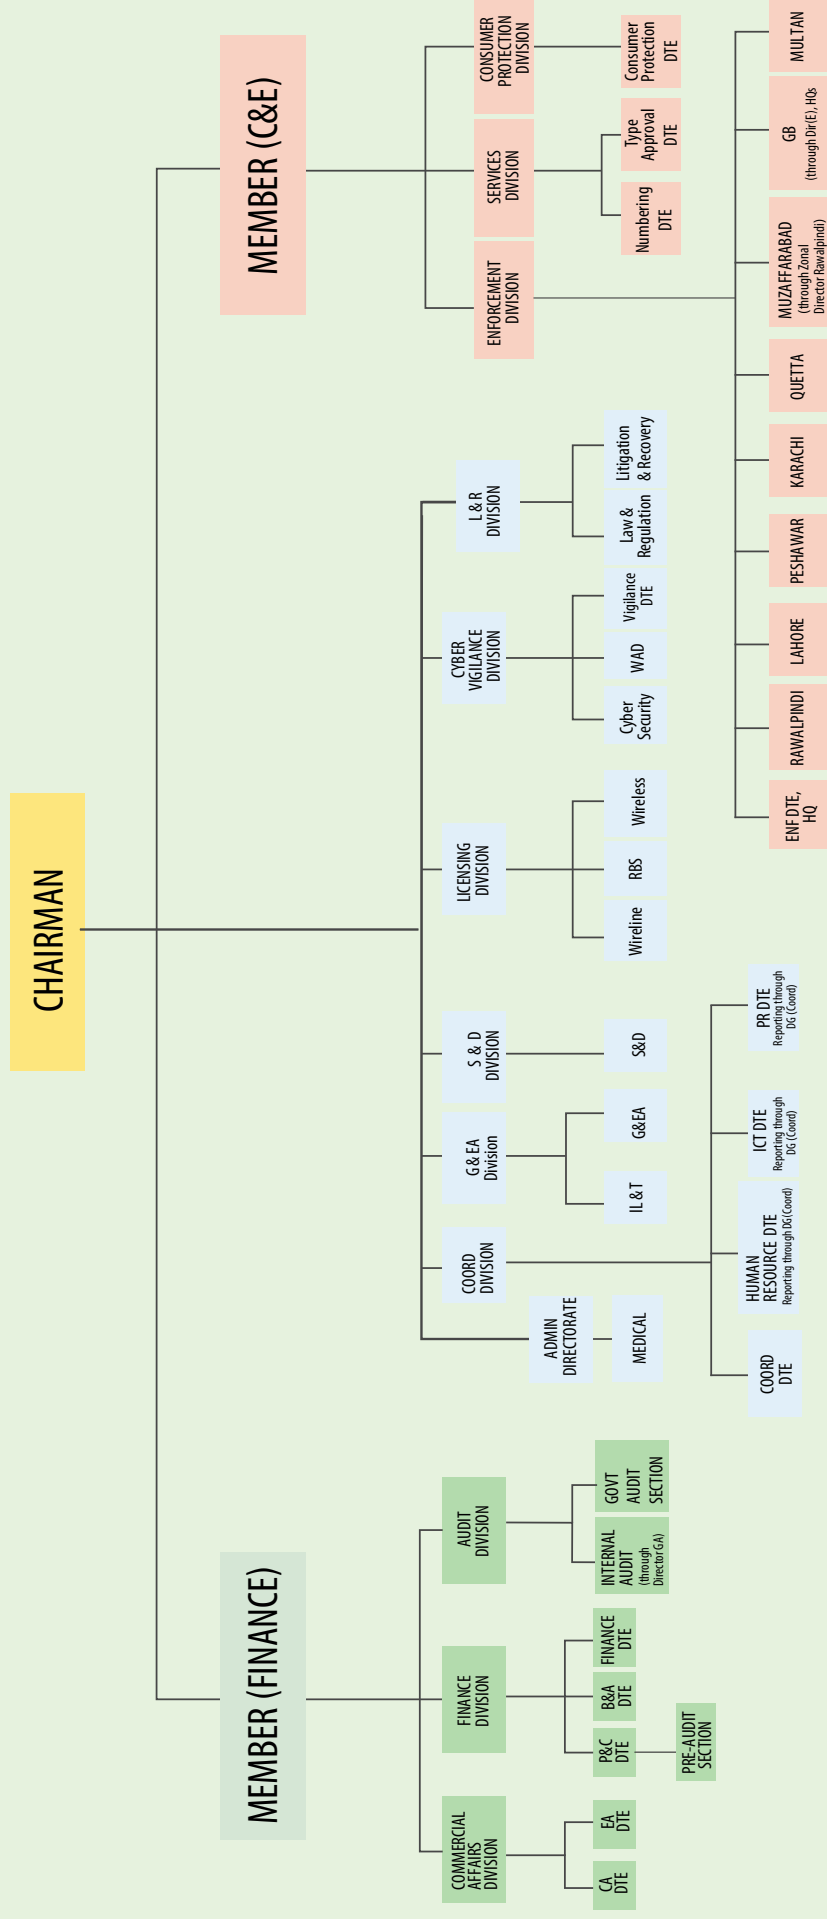 CHAIRMAN
MEMBER (FINANCE)
MEMBER (C&E)
COMMERCIAL
AFFAIRS
DIVISION
FINANCE
DIVISION
AUDIT
DIVISION
CA
DTE
EA
DTE
P&C
DTE
B&A
DTE
FINANCE
DTE
PRE-AUDIT
SECTION
INTERNAL
AUDIT
(through
Director GA)
GOVT
AUDIT
SECTION
ADMIN
DIRECTORATE
MEDICAL
COORD
DIVISION
G & EA
Division
S & D
DIVISION
LICENSING
DIVISION
CYBER
VIGILANCE
DIVISION
L & R
DIVISION
IL & T
G&EA
S&D
Wireline
RBS
Wireless
Cyber
Security
WAD
Vigilance
DTE
Law &
Regulation
Litigation
& Recovery
COORD
DTE
HUMAN
RESOURCE DTE
Reporting through DG(Coord)
ICT DTE
Reporting through
DG (Coord)
PR DTE
Reporting through
DG (Coord)
ENFORCEMENT
DIVISION
SERVICES
DIVISION
CONSUMER
PROTECTION
DIVISION
Numbering
DTE
Type
Approval
DTE
Consumer
Protection
DTE
ENF DTE,
HQ
RAWALPINDI
LAHORE
PESHAWAR
KARACHI
QUETTA
MUZAFFARABAD
(through Zonal
Director Rawalpindi)
GB
(through Dir(E), HQs
MULTAN